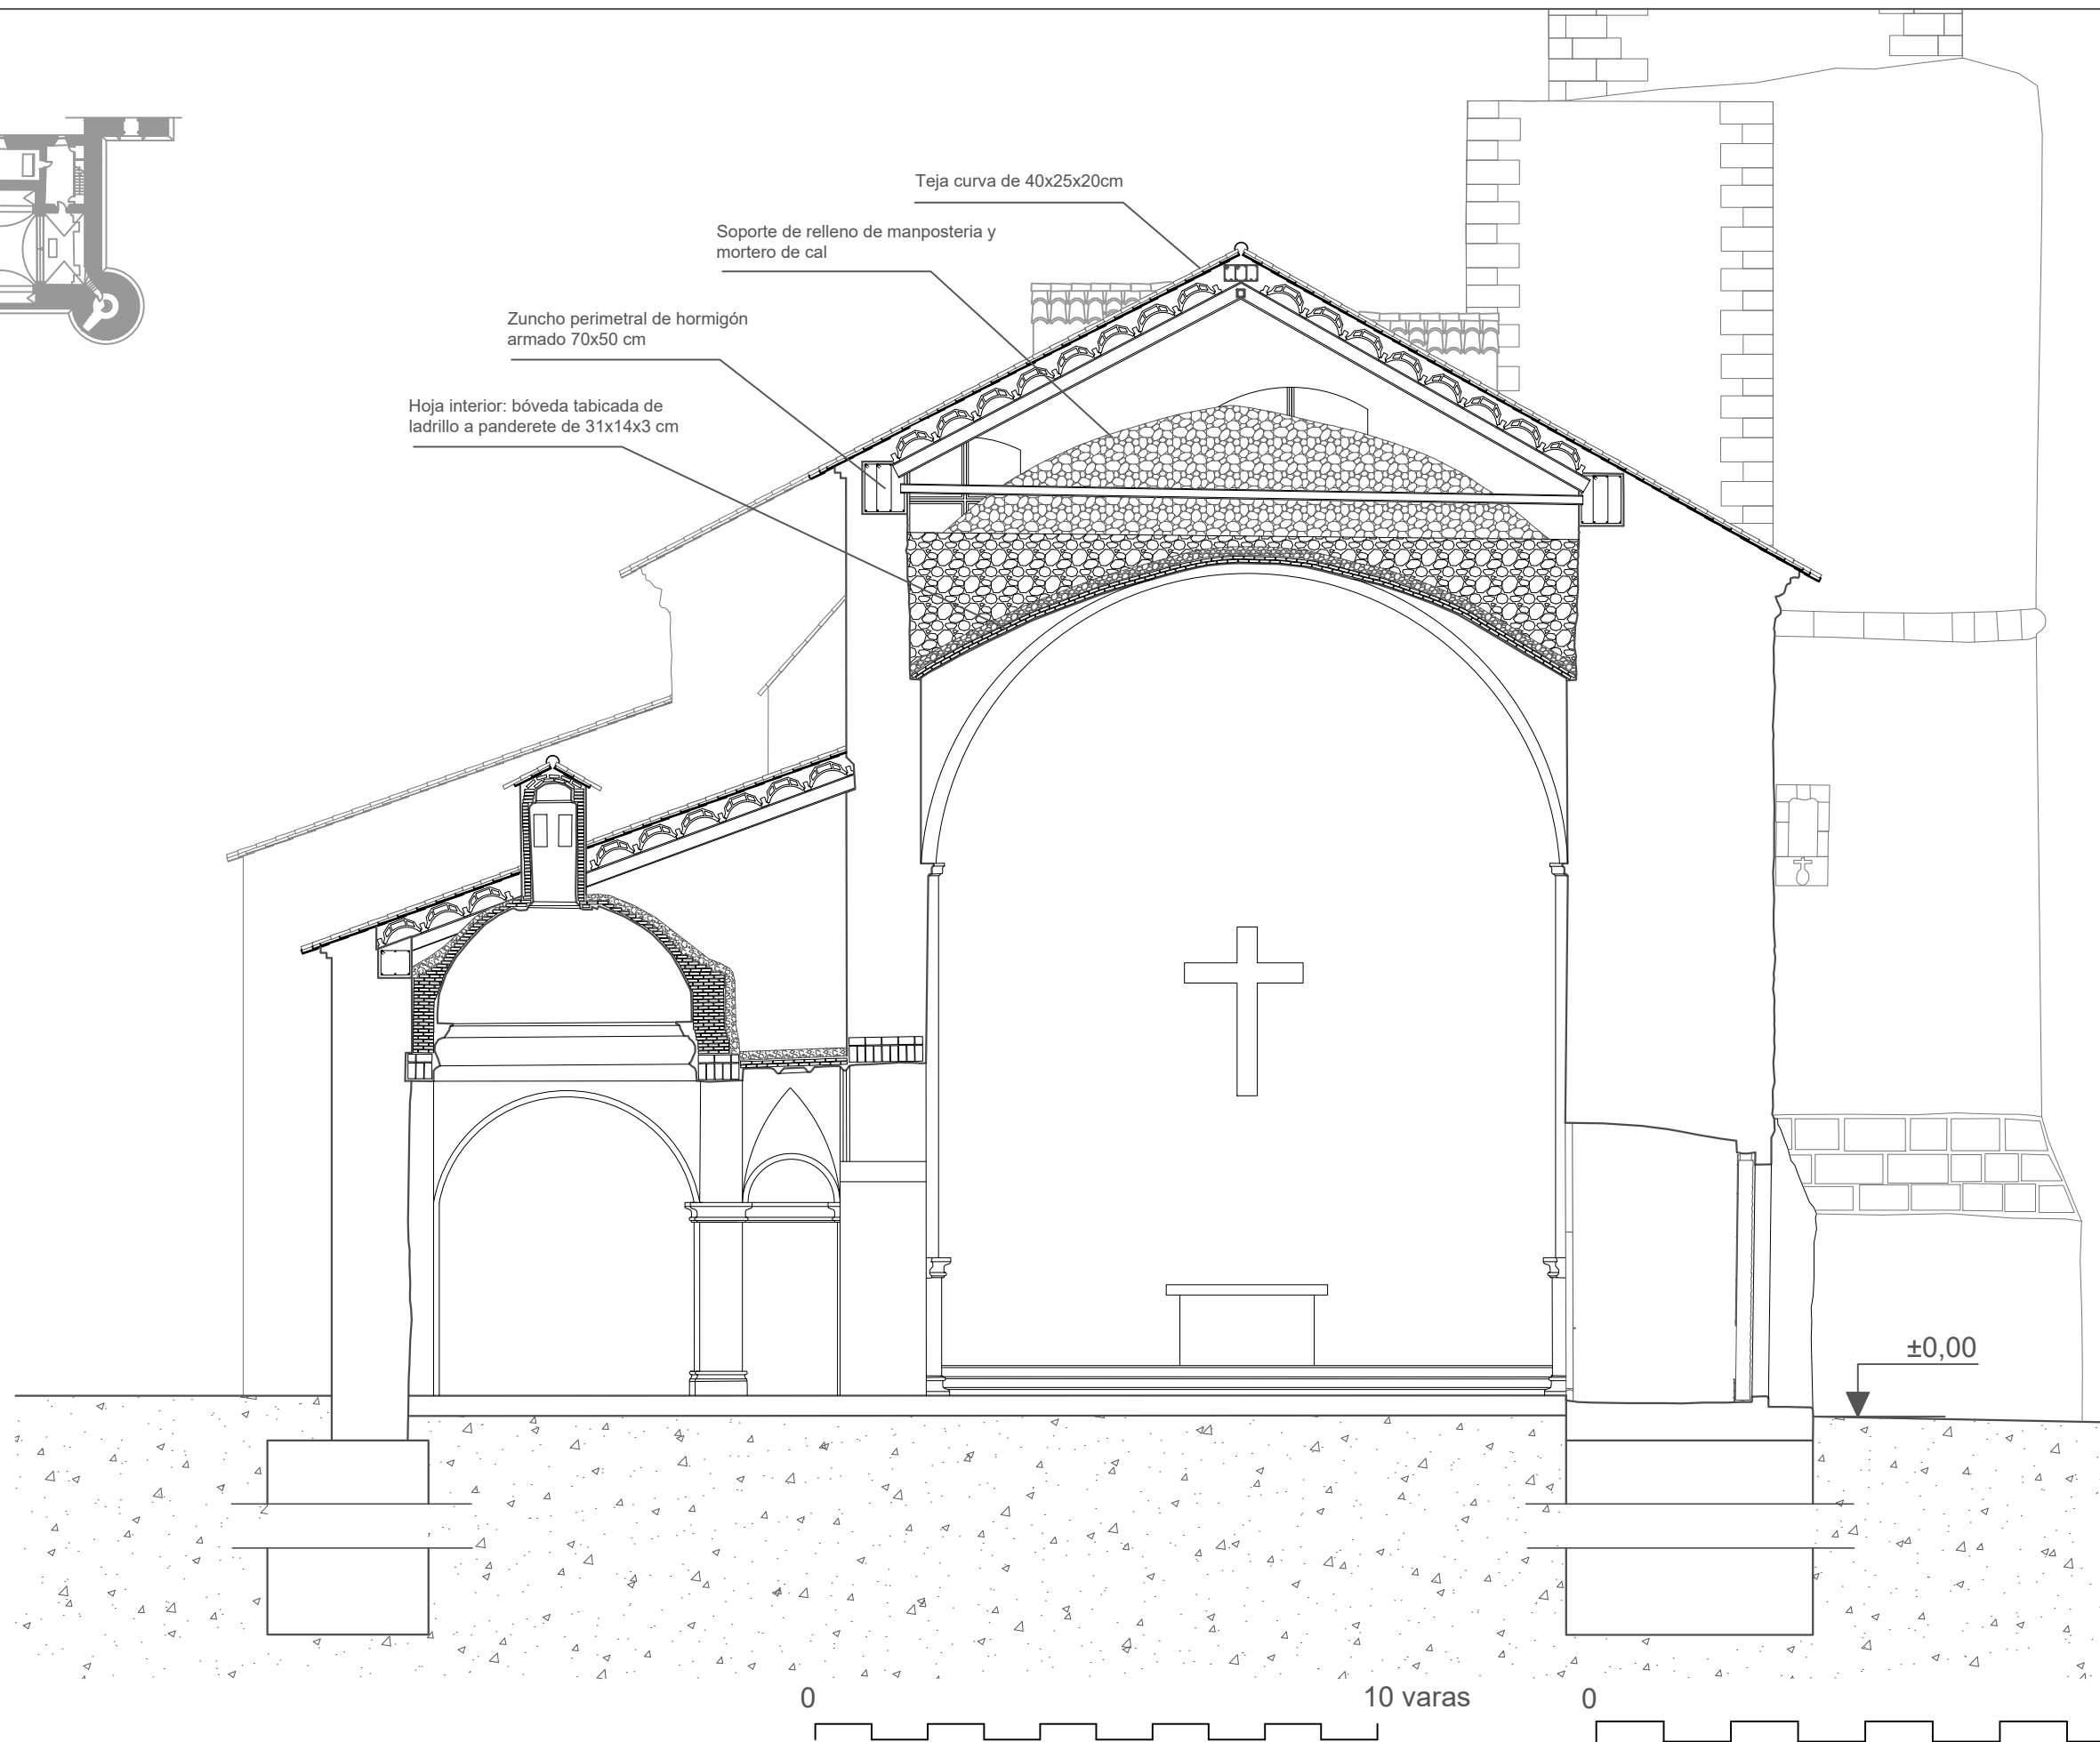 Teja curva de 40x25x20cm
Soporte de relleno de manposteria y
mortero de cal
Zuncho perimetral de hormigón
armado 70x50 cm
Hoja interior: bóveda tabicada de
ladrillo a panderete de 31x14x3 cm
±0,00
0
10 varas
0